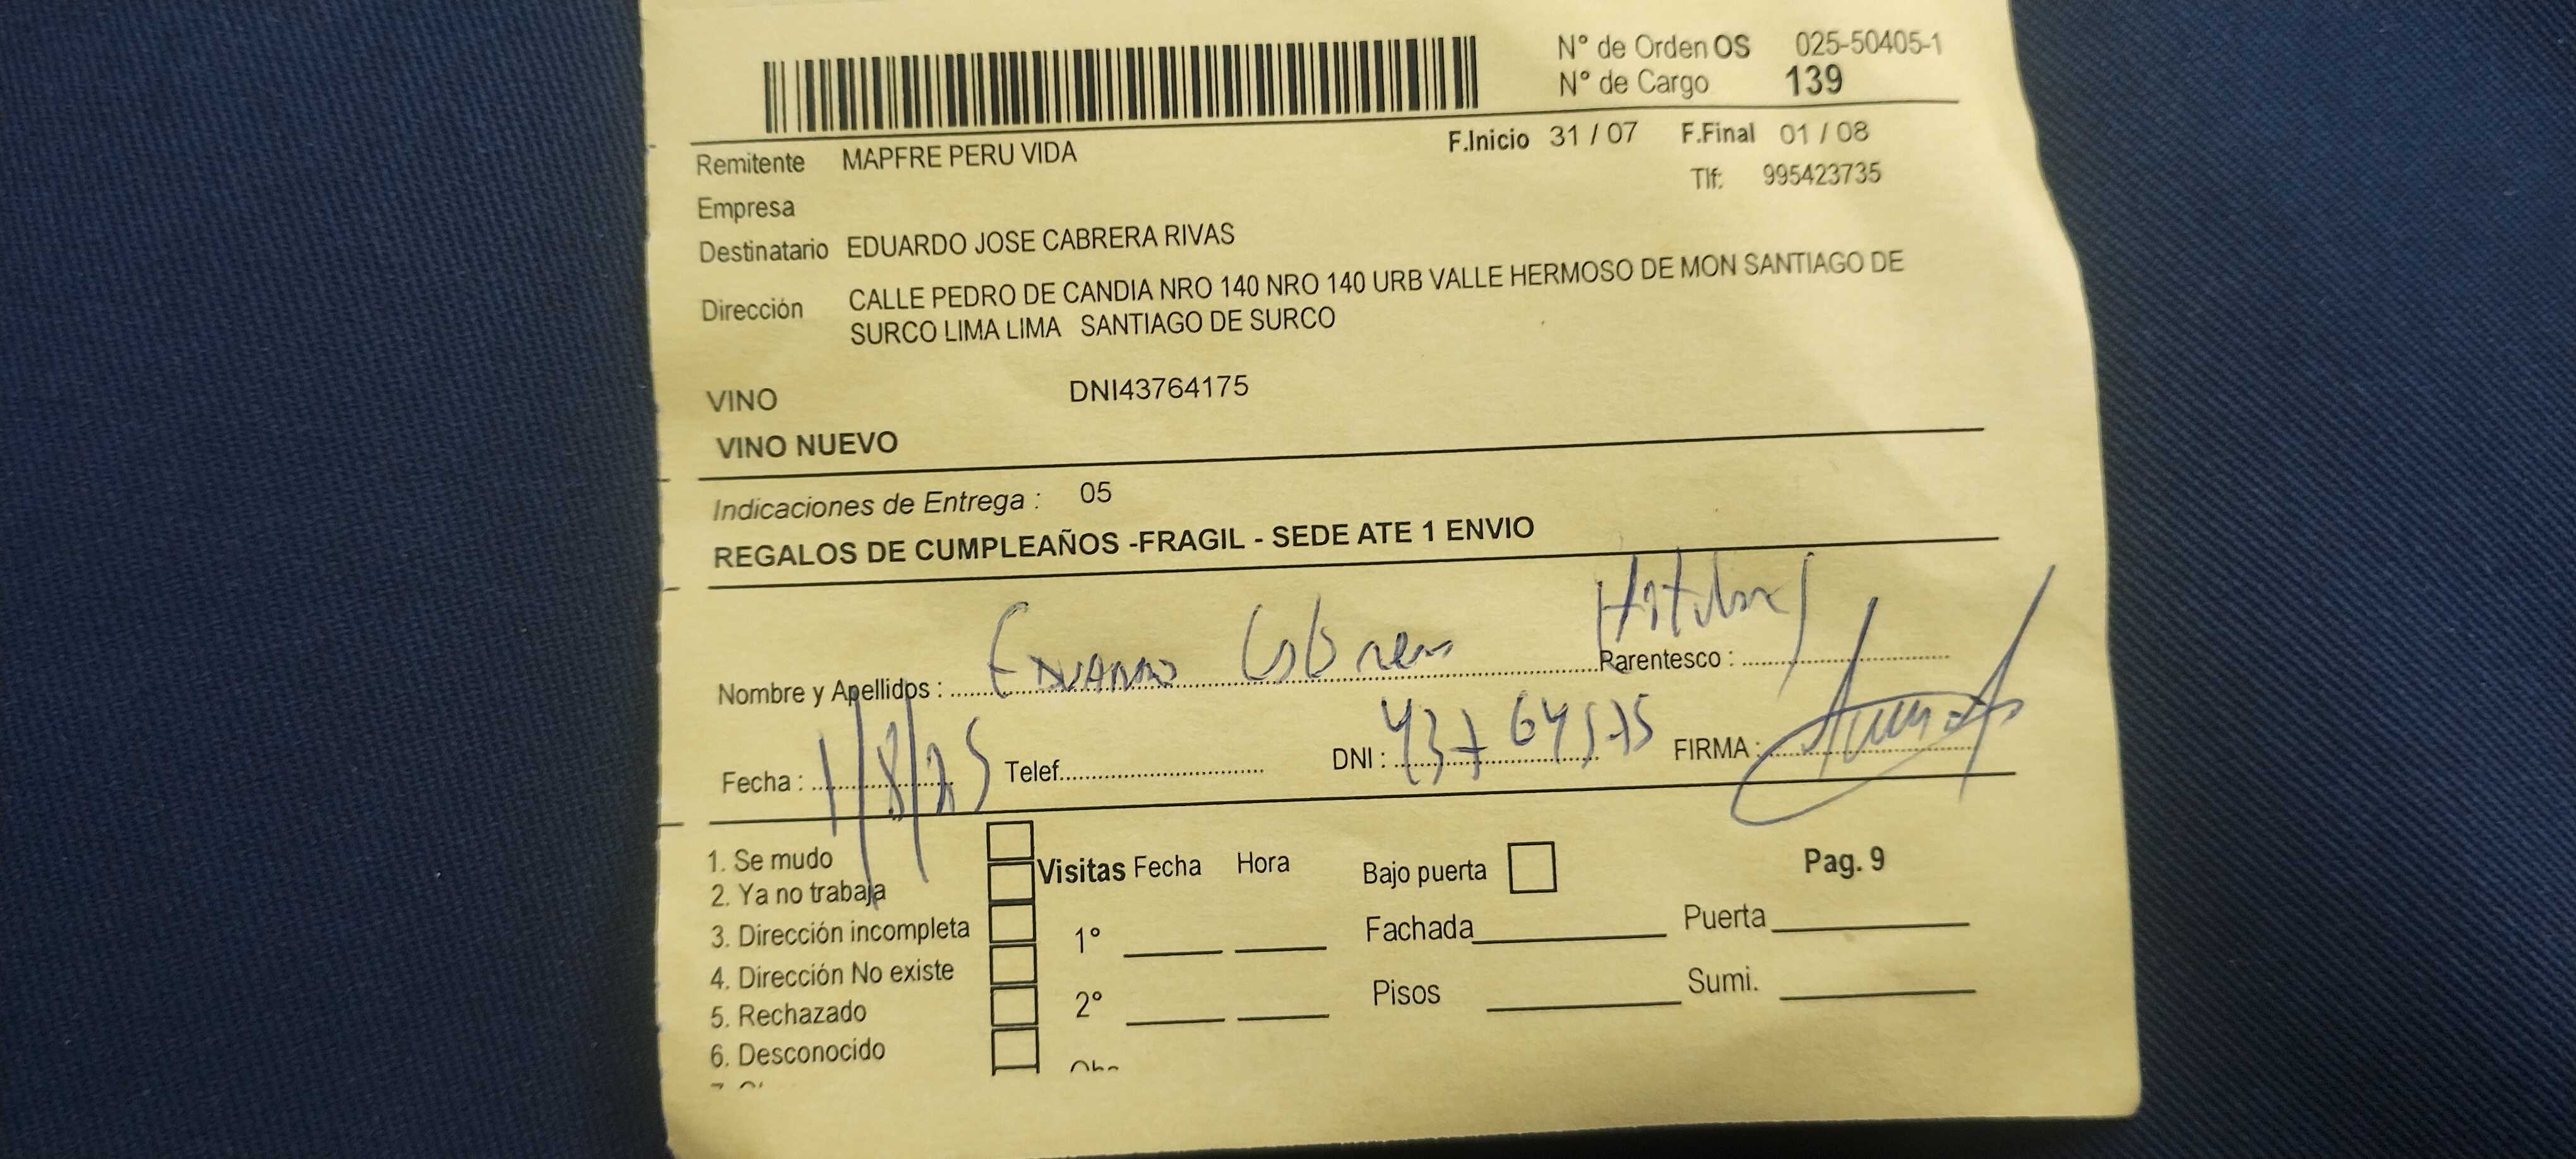 N° de Orden OS 025-50405-1
N° de Cargo 139
F.Inicio 31 / 07 F.Final 01 / 08
Remitente MAPFRE PERU VIDA
Tlf: 995423735
Empresa
Destinatario EDUARDO JOSE CABRERA RIVAS
Dirección CALLE PEDRO DE CANDIA NRO 140 NRO 140 URB VALLE HERMOSO DE MON SANTIAGO DE
SURCO LIMA LIMA SANTIAGO DE SURCO
VINO DNI43764175
VINO NUEVO
Indicaciones de Entrega : 05
REGALOS DE CUMPLEAÑOS -FRAGIL - SEDE ATE 1 ENVIO
Nombre y Apellidos : Eduardo Cabrera Parentesco :
Fecha : 1/8/25 Telef. DNI : 43764175 FIRMA :
1. Se mudo
2. Ya no trabaja
3. Dirección incompleta
4. Dirección No existe
5. Rechazado
6. Desconocido
Visitas Fecha Hora
1°
2°
Bajo puerta
Pag. 9
Fachada Puerta
Pisos Sumi.